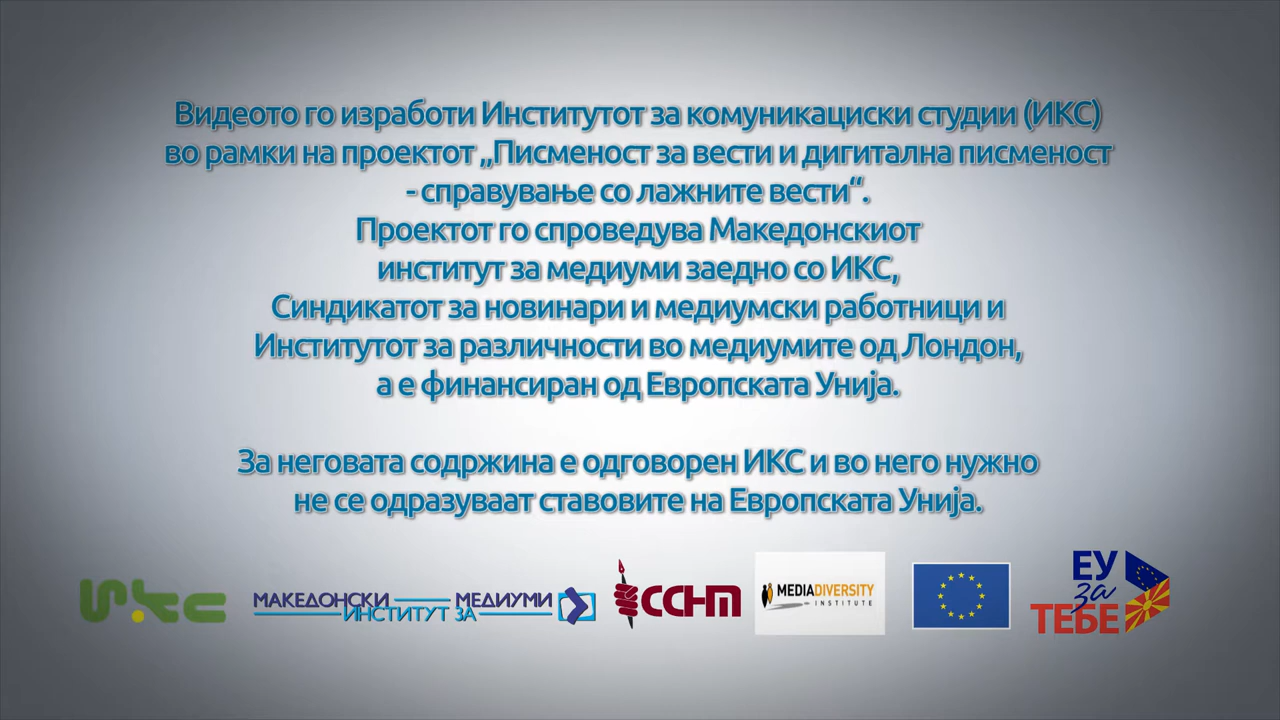 Видеото го изработи Институтот за комуникациски студии (ИКС)
во рамки на проектот „Писменост за вести и дигитална писменост
- справување со лажните вести“.
Проектот го спроведува Македонскиот
институт за медиуми заедно со ИКС,
Синдикатот за новинари и медиумски работници и
Институтот за различности во медиумите од Лондон,
а е финансиран од Европската Унија.
За неговата содржина е одговорен ИКС и во него нужно
не се одразуваат ставовите на Европската Унија.
икс
МАКЕДОНСКИ МЕДИУМИ
ИНСТИТУТ ЗА
ССНМ
MEDIADIVERSITY
INSTITUTE
ЕУ
за
ТЕБЕ